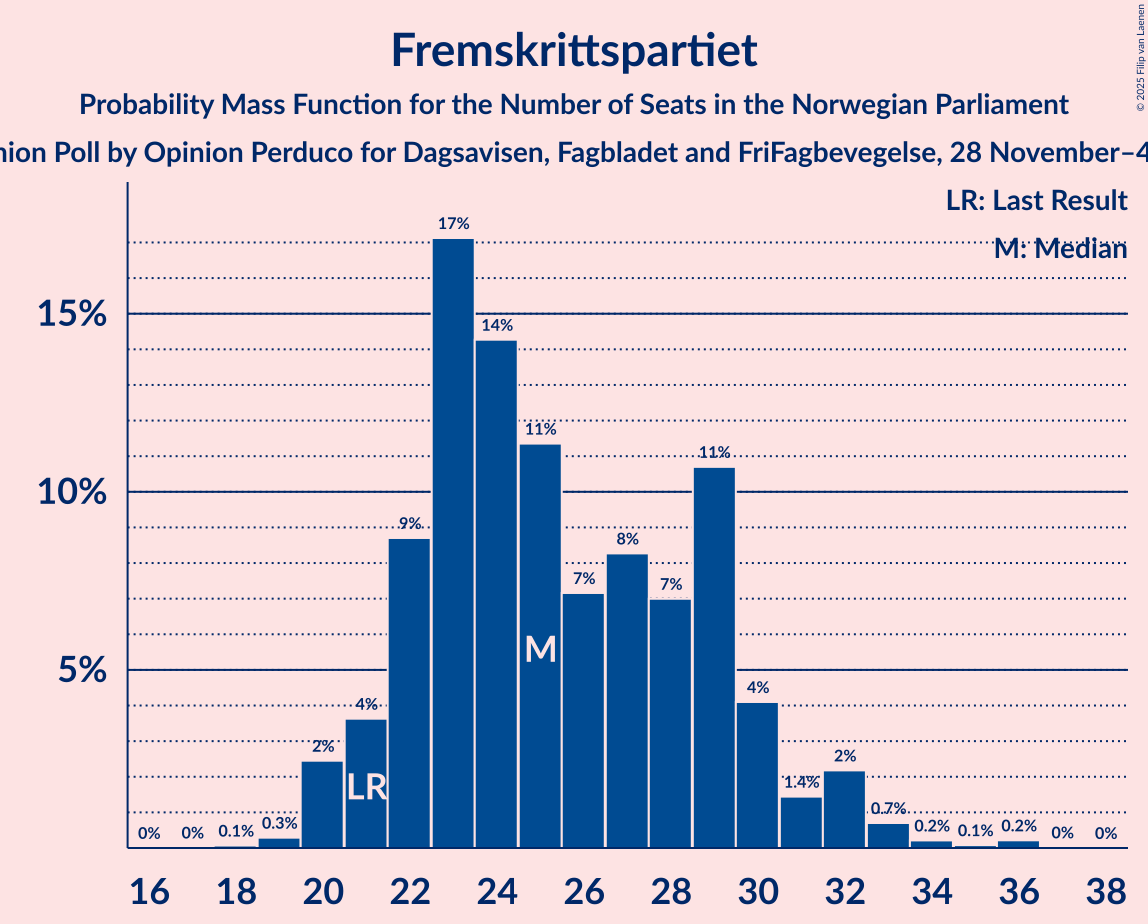 Fremskrittspartiet
Probability Mass Function for the Number of Seats in the Norwegian Parliament
nion Poll by Opinion Perduco for Dagsavisen, Fagbladet and FriFagbevegelse, 28 November–4
© 2025 Filip van Laenen
LR: Last Result
M: Median
15%
10%
5%
0%
0%
0.1%
0.3%
2%
4%
9%
17%
14%
11%
7%
8%
7%
11%
4%
1.4%
2%
0.7%
0.2%
0.1%
0.2%
0%
0%
LR
M
16 18 20 22 24 26 28 30 32 34 36 38